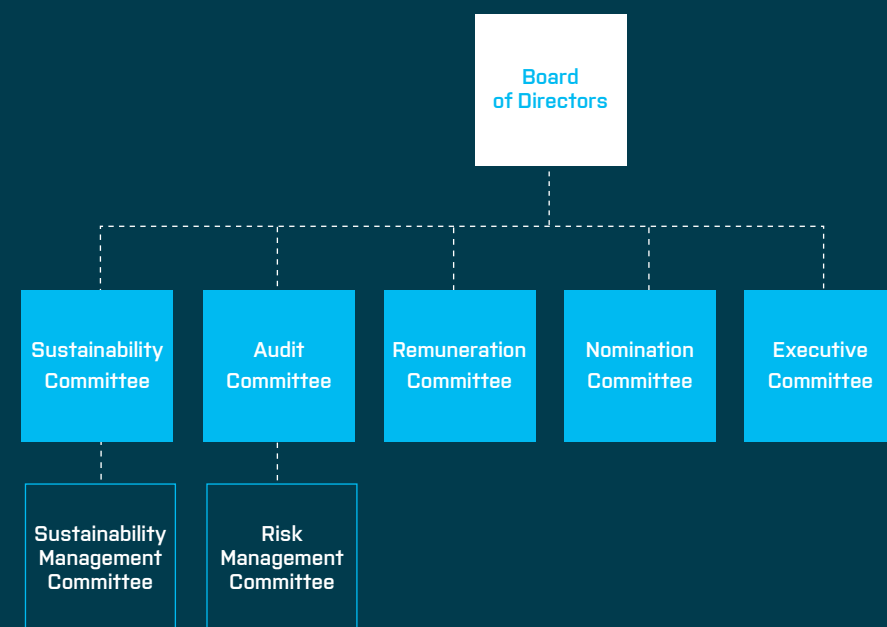 Board
of Directors
Sustainability
Committee
Audit
Committee
Remuneration
Committee
Nomination
Committee
Executive
Committee
Sustainability
Management
Committee
Risk
Management
Committee